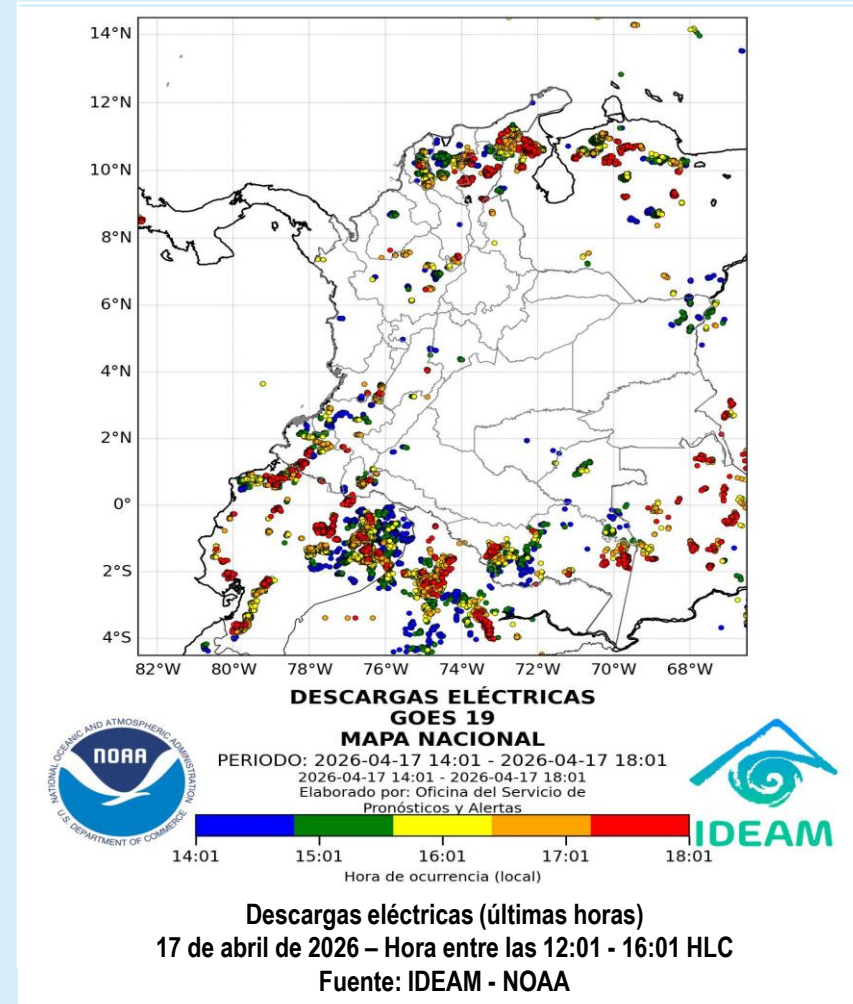 14°N
12°N
10°N
8°N
6°N
4°N
2°N
0°
2°S
4°S
82°W 80°W 78°W 76°W 74°W 72°W 70°W 68°W
DESCARGAS ELÉCTRICAS
GOES 19
MAPA NACIONAL
PERIODO: 2026-04-17 14:01 - 2026-04-17 18:01
2026-04-17 14:01 - 2026-04-17 18:01
Elaborado por: Oficina del Servicio de
Pronósticos y Alertas
NATIONAL OCEANIC AND ATMOSPHERIC ADMINISTRATION
NOAA
U.S. DEPARTMENT OF COMMERCE
IDEAM
14:01 15:01 16:01 17:01 18:01
Hora de ocurrencia (local)
Descargas eléctricas (últimas horas)
17 de abril de 2026 – Hora entre las 12:01 - 16:01 HLC
Fuente: IDEAM - NOAA